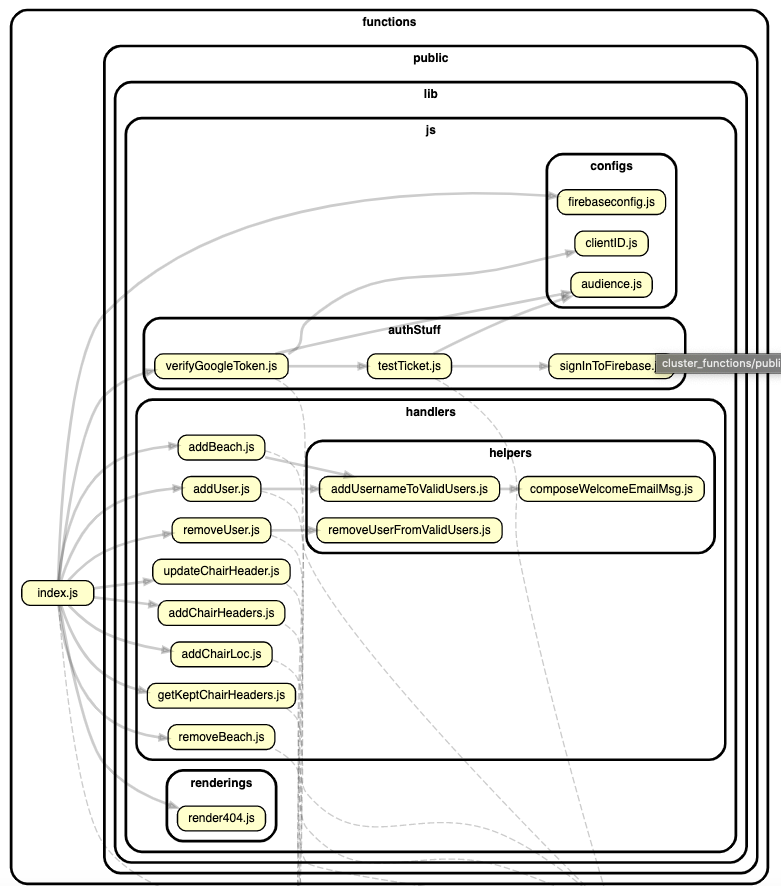 functions
public
lib
js
configs
firebaseconfig.js
clientID.js
audience.js
authStuff
verifyGoogleToken.js
testTicket.js
cluster_functions/publi
handlers
addBeach.js
helpers
addUser.js
addUsernameToValidUsers.js
composeWelcomeEmailMsg.js
removeUser.js
removeUserFromValidUsers.js
updateChairHeader.js
index.js
addChairHeaders.js
addChairLoc.js
getKeptChairHeaders.js
removeBeach.js
renderings
render404.js